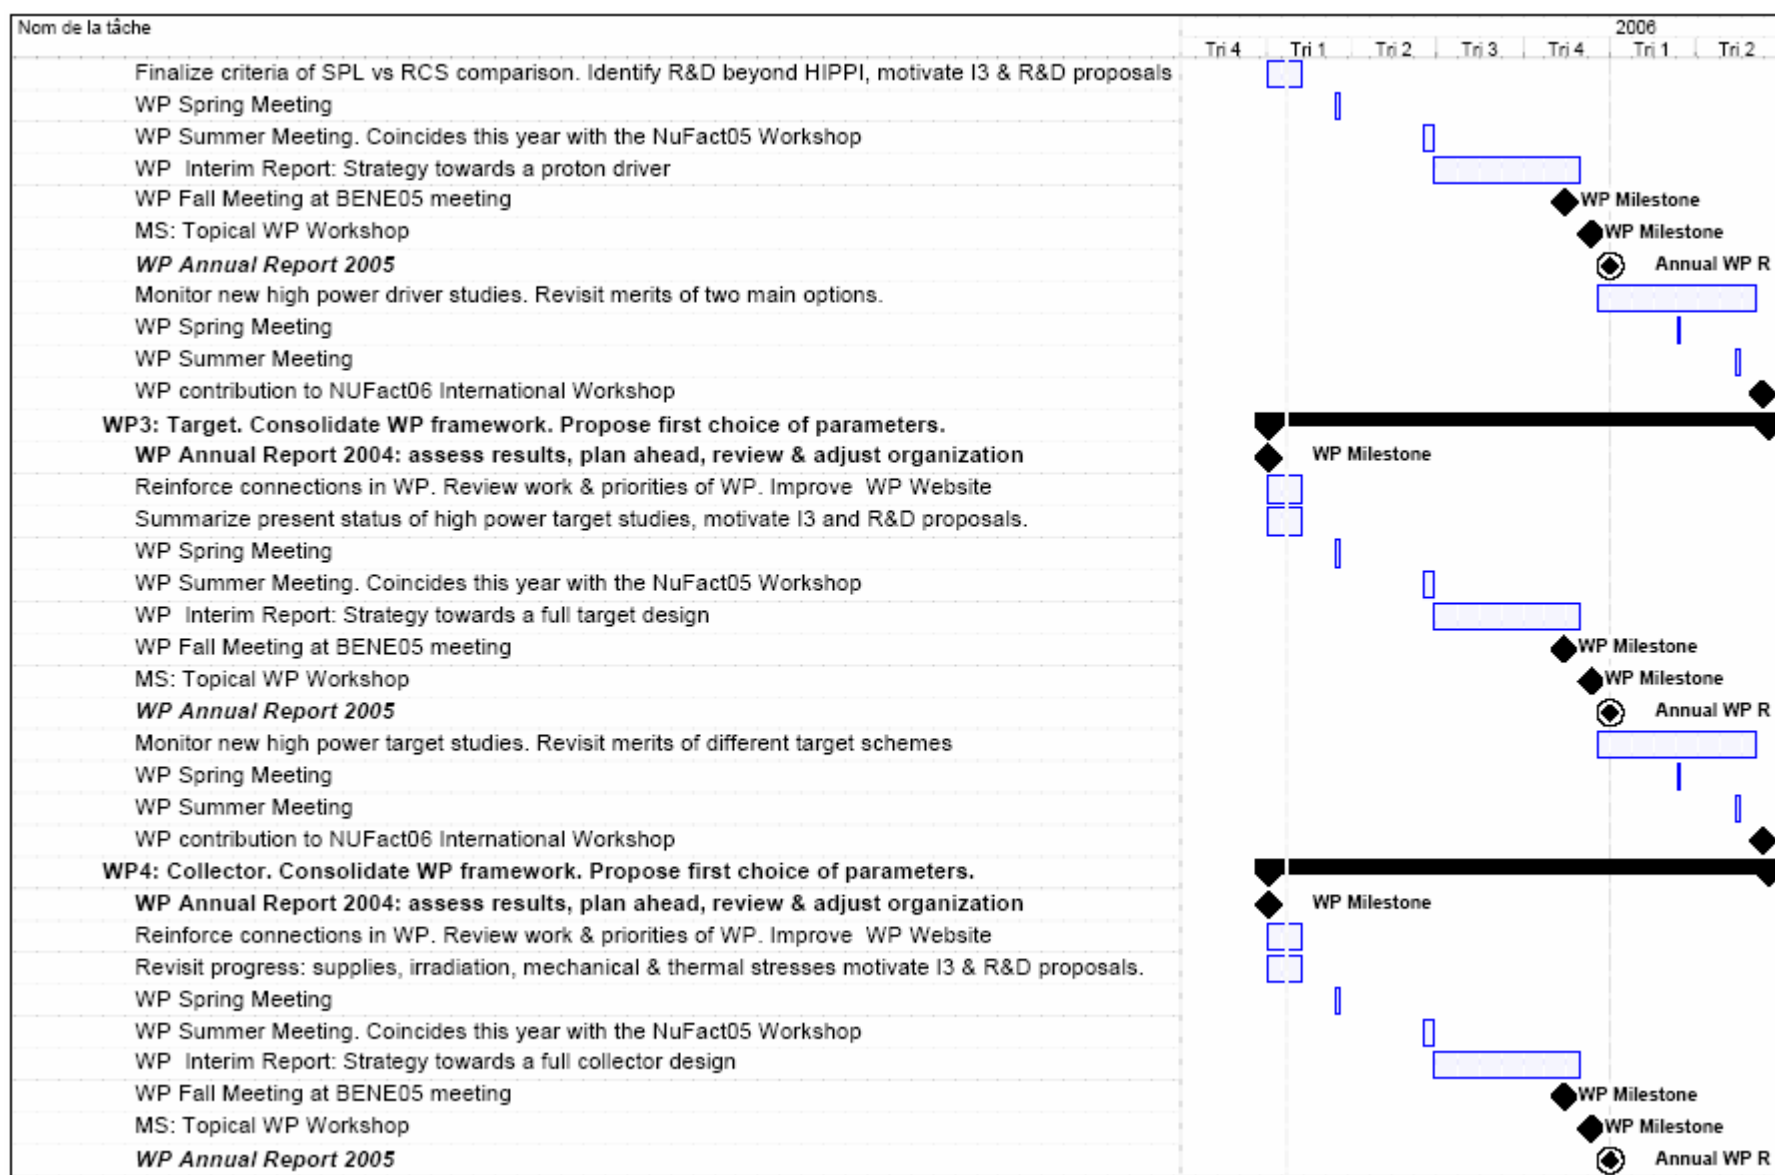 Nom de la tâche
2006
Tri 4 Tri 1 Tri 2 Tri 3 Tri 4 Tri 1 Tri 2
Finalize criteria of SPL vs RCS comparison. Identify R&D beyond HIPPI, motivate I3 & R&D proposals
WP Spring Meeting
WP Summer Meeting. Coincides this year with the NuFact05 Workshop
WP Interim Report: Strategy towards a proton driver
WP Fall Meeting at BENE05 meeting WP Milestone
MS: Topical WP Workshop WP Milestone
WP Annual Report 2005 Annual WP R
Monitor new high power driver studies. Revisit merits of two main options.
WP Spring Meeting
WP Summer Meeting
WP contribution to NUFact06 International Workshop
WP3: Target. Consolidate WP framework. Propose first choice of parameters.
WP Annual Report 2004: assess results, plan ahead, review & adjust organization WP Milestone
Reinforce connections in WP. Review work & priorities of WP. Improve WP Website
Summarize present status of high power target studies, motivate I3 and R&D proposals.
WP Spring Meeting
WP Summer Meeting. Coincides this year with the NuFact05 Workshop
WP Interim Report: Strategy towards a full target design
WP Fall Meeting at BENE05 meeting WP Milestone
MS: Topical WP Workshop WP Milestone
WP Annual Report 2005 Annual WP R
Monitor new high power target studies. Revisit merits of different target schemes
WP Spring Meeting
WP Summer Meeting
WP contribution to NUFact06 International Workshop
WP4: Collector. Consolidate WP framework. Propose first choice of parameters.
WP Annual Report 2004: assess results, plan ahead, review & adjust organization WP Milestone
Reinforce connections in WP. Review work & priorities of WP. Improve WP Website
Revisit progress: supplies, irradiation, mechanical & thermal stresses motivate I3 & R&D proposals.
WP Spring Meeting
WP Summer Meeting. Coincides this year with the NuFact05 Workshop
WP Interim Report: Strategy towards a full collector design
WP Fall Meeting at BENE05 meeting WP Milestone
MS: Topical WP Workshop WP Milestone
WP Annual Report 2005 Annual WP R